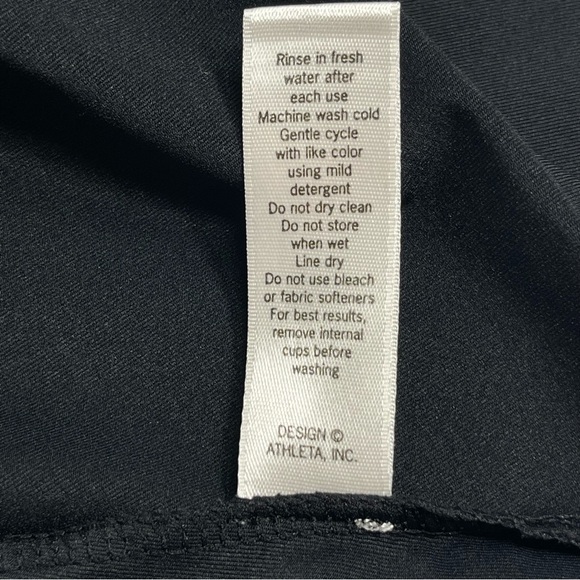 Rinse in fresh
water after
each use
Machine wash cold
Gentle cycle
with like color
using mild
detergent
Do not dry clean
Do not store
when wet
Line dry
Do not use bleach
or fabric softeners
For best results,
remove internal
cups before
washing
DESIGN ©
ATHLETA, INC.